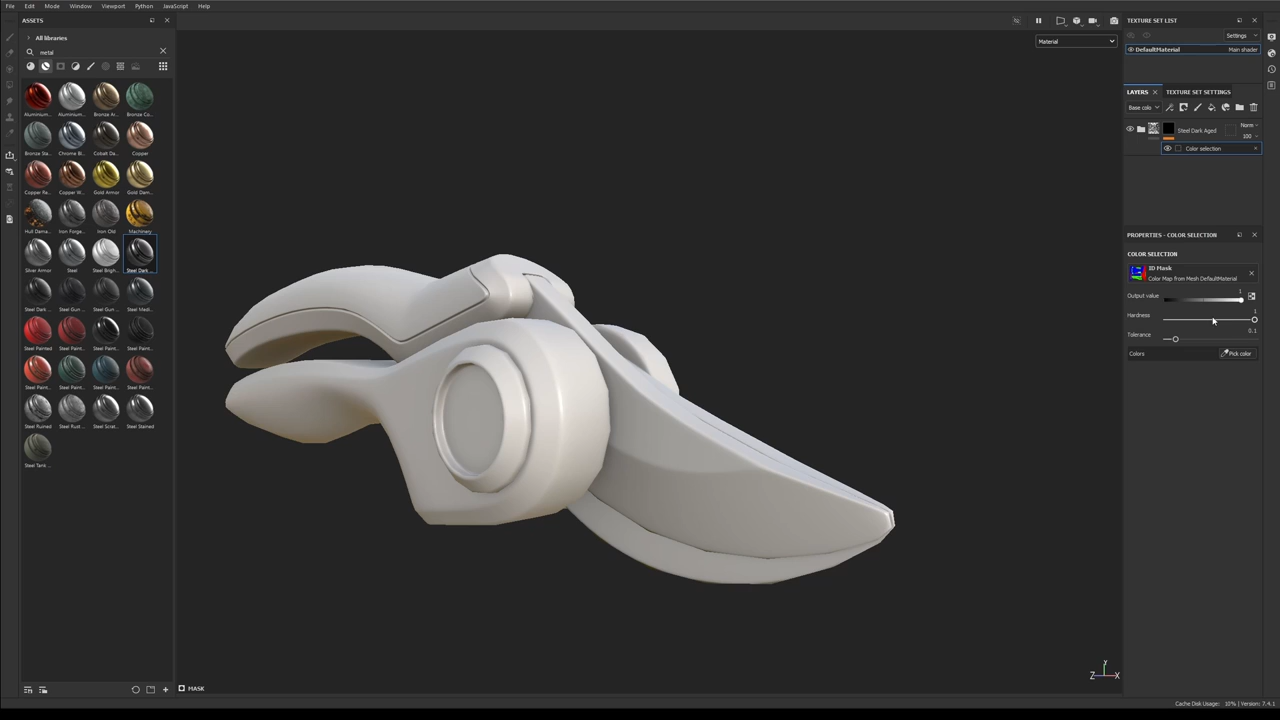 File Edit Mode Window Viewport Python JavaScript Help
ASSETS
All libraries
metal
Aluminium... Aluminium... Bronze Ar... Bronze Co...
Bronze Sta... Chrome Bl... Cobalt Da... Copper
Copper Re... Copper W... Gold Armor Gold Dam...
Hull Dama... Iron Forge... Iron Old Machinery
Silver Armor Steel Steel Brigh... Steel Dark ...
Steel Dark ... Steel Gun ... Steel Gun ... Steel Medi...
Steel Painted Steel Paint... Steel Paint... Steel Paint...
Steel Paint... Steel Paint... Steel Paint... Steel Paint...
Steel Ruined Steel Rust ... Steel Scrat... Steel Stained
Steel Tank ...
Material
MASK
Y
Z X
TEXTURE SET LIST
Settings
DefaultMaterial Main shader
LAYERS TEXTURE SET SETTINGS
Base colo
Steel Dark Aged Norm
100
Color selection
PROPERTIES - COLOR SELECTION
COLOR SELECTION
ID Mask
Color Map from Mesh DefaultMaterial
Output value 1
Hardness 1
Tolerance 0.1
Colors Pick color
Cache Disk Usage: 10% | Version: 7.4.1